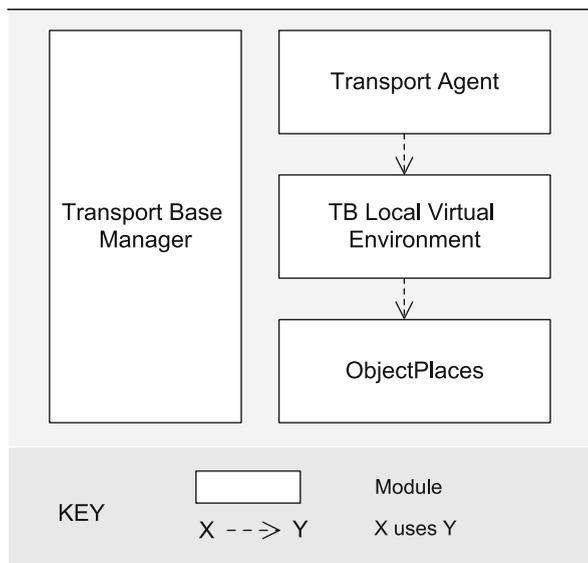 Transport Base
Manager
Transport Agent
TB Local Virtual
Environment
ObjectPlaces
KEY
Module
X ---> Y
X uses Y